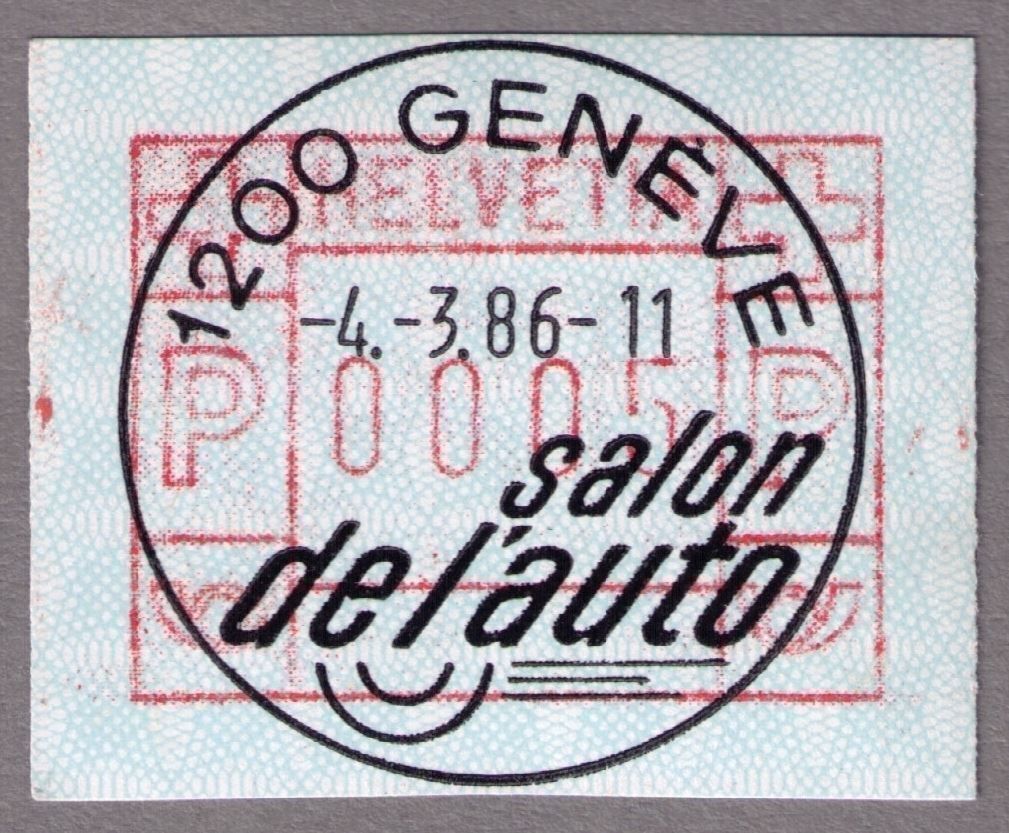 1200 GENÈVE
HELVETIA
-4.-3.86-11
P 0005 P
salon
de l'auto